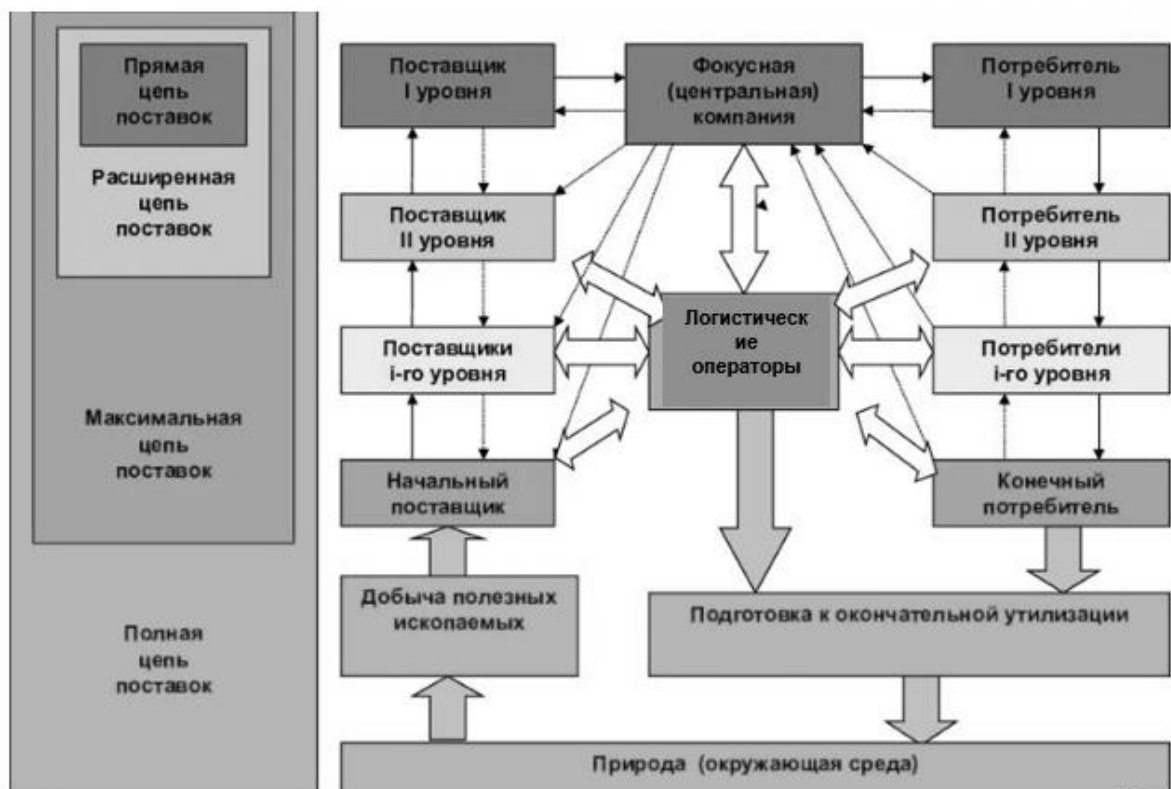 Прямая
цепь
поставок
Расширенная
цепь
поставок
Максимальная
цепь
поставок
Полная
цепь
поставок
Поставщик
I уровня
Фокусная
(центральная)
компания
Потребитель
I уровня
Поставщик
II уровня
Потребитель
II уровня
Логистическ
ие
операторы
Поставщики
i-го уровня
Потребители
i-го уровня
Начальный
поставщик
Конечный
потребитель
Добыча полезных
ископаемых
Подготовка к окончательной утилизации
Природа (окружающая среда)